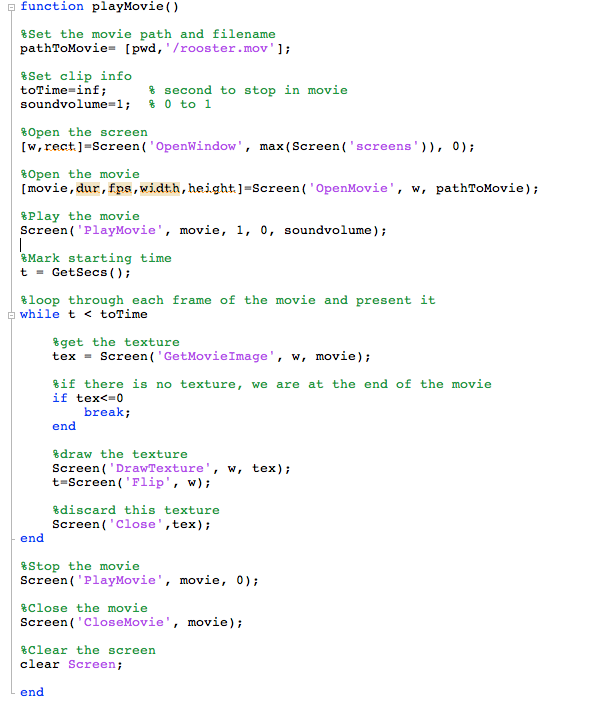 function playMovie()
%Set the movie path and filename
pathToMovie= [pwd,'/rooster.mov'];
%Set clip info
toTime=inf;     % second to stop in movie
soundvolume=1;  % 0 to 1
%Open the screen
[w,rect]=Screen('OpenWindow', max(Screen('screens')), 0);
%Open the movie
[movie,dur,fps,width,height]=Screen('OpenMovie', w, pathToMovie);
%Play the movie
Screen('PlayMovie', movie, 1, 0, soundvolume);
%Mark starting time
t = GetSecs();
%loop through each frame of the movie and present it
while t < toTime
    %get the texture
    tex = Screen('GetMovieImage', w, movie);
    %if there is no texture, we are at the end of the movie
    if tex<=0
        break;
    end
    %draw the texture
    Screen('DrawTexture', w, tex);
    t=Screen('Flip', w);
    %discard this texture
    Screen('Close',tex);
end
%Stop the movie
Screen('PlayMovie', movie, 0);
%Close the movie
Screen('CloseMovie', movie);
%Clear the screen
clear Screen;
end